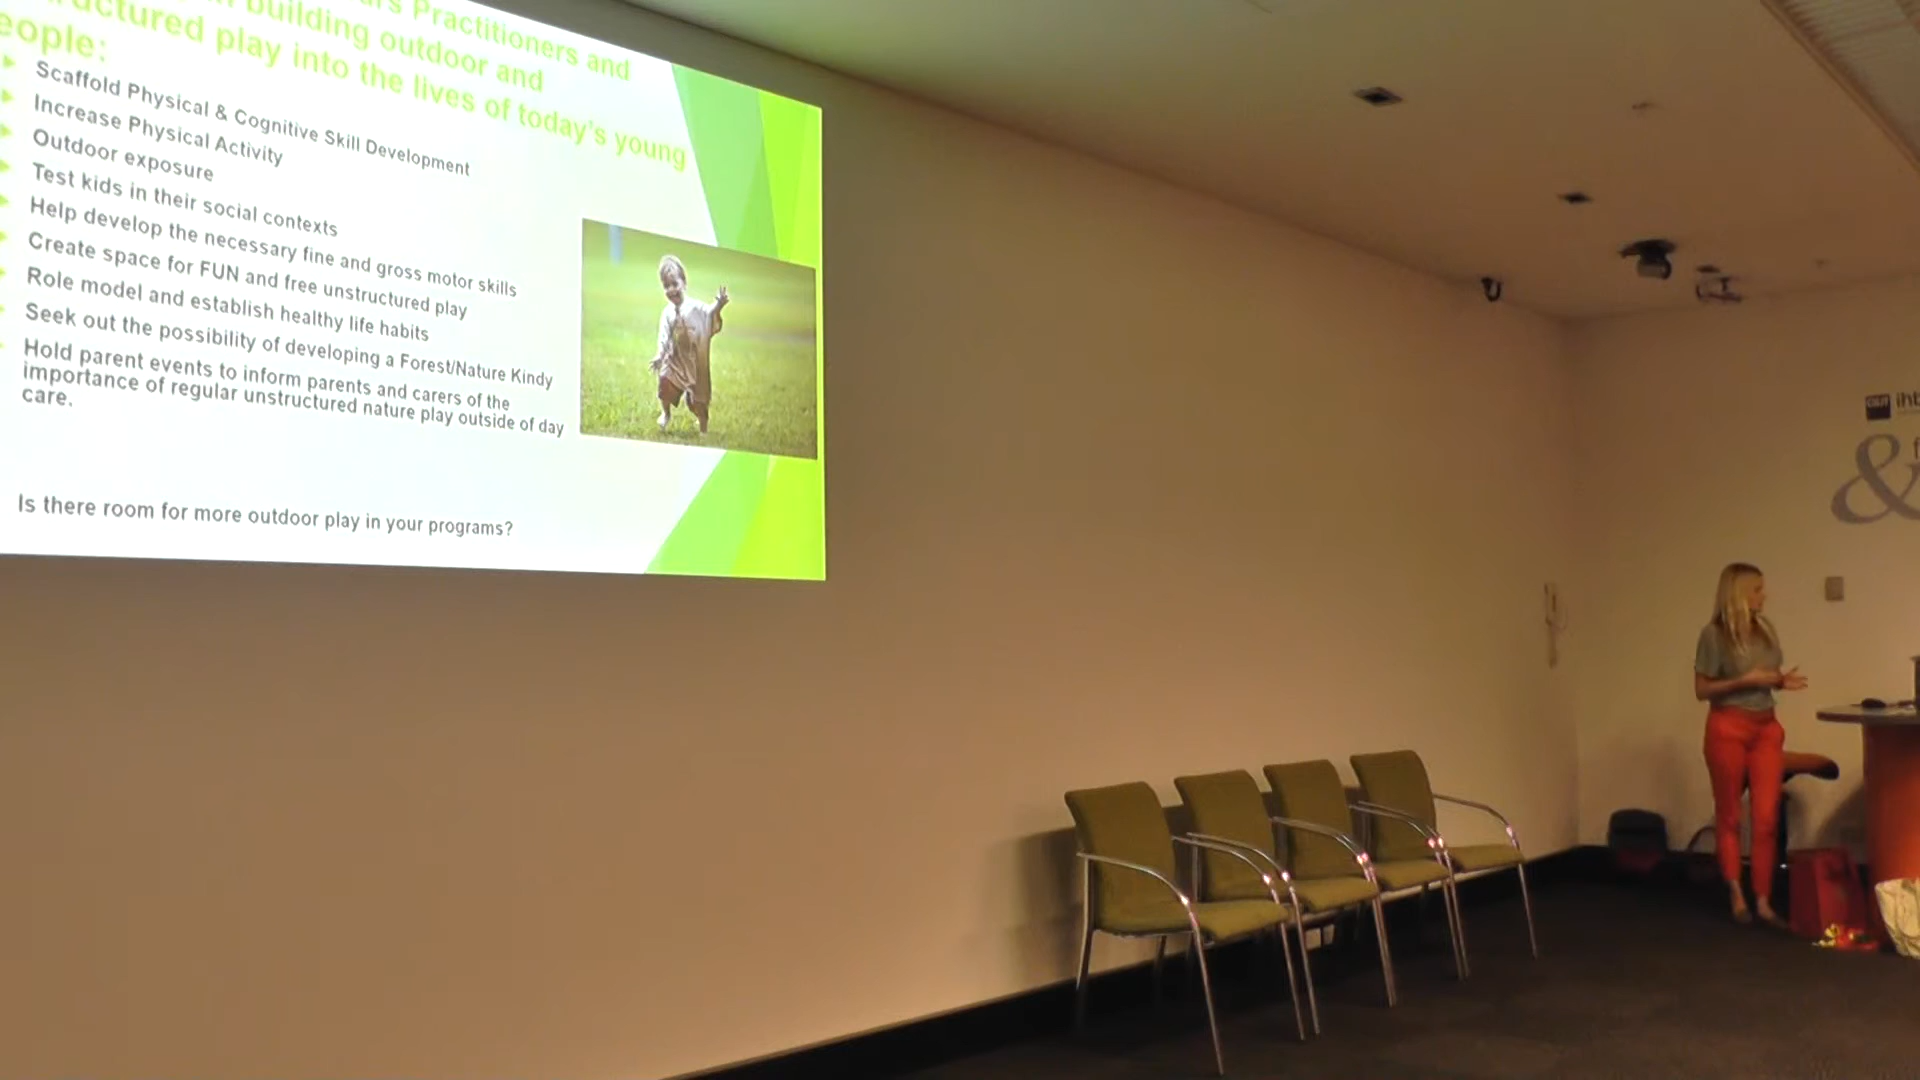 Practitioners and
building outdoor and
play into the lives of today's young
Scaffold Physical & Cognitive Skill Development
Increase Physical Activity
Outdoor exposure
Test kids in their social contexts
Help develop the necessary fine and gross motor skills
Create space for FUN and free unstructured play
Role model and establish healthy life habits
Seek out the possibility of developing a Forest/Nature Kindy
Hold parent events to inform parents and carers of the
importance of regular unstructured nature play outside of day
care.
Is there room for more outdoor play in your programs?
&